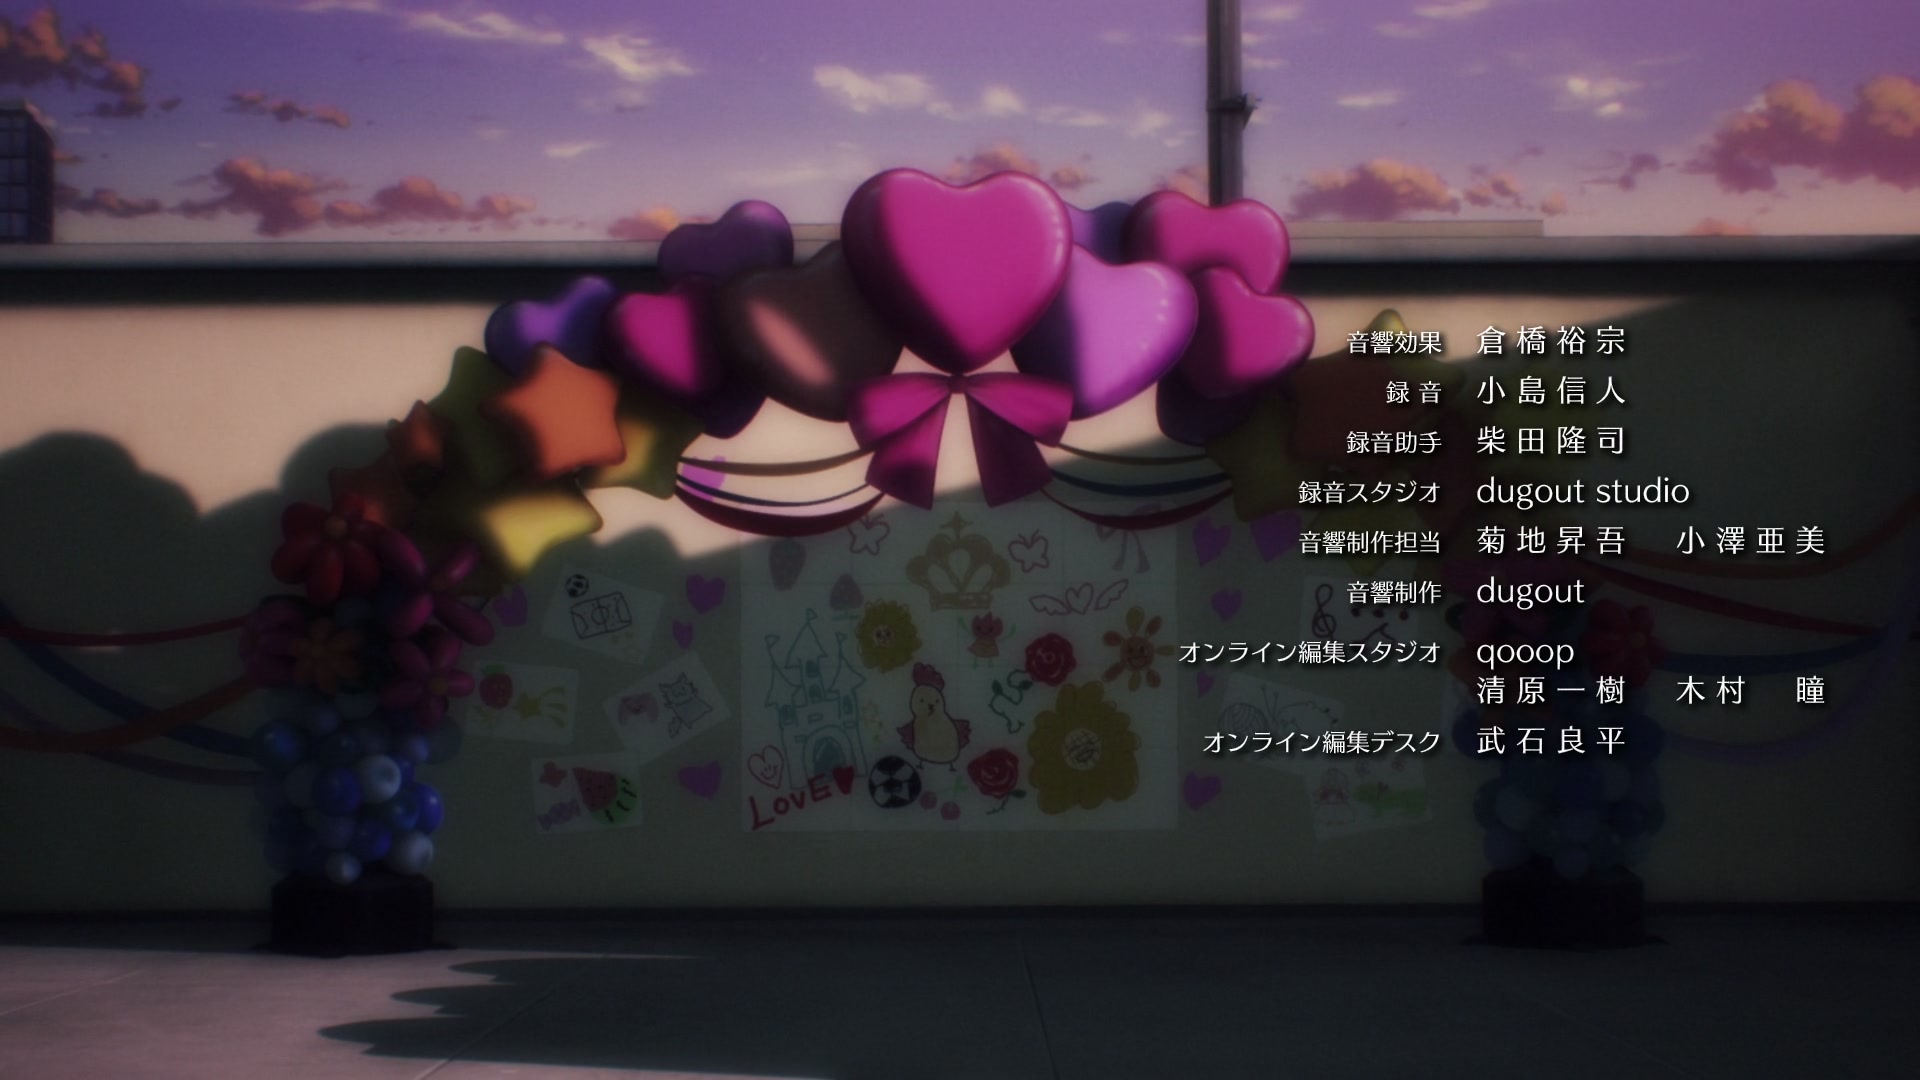 音響効果 倉橋裕宗
録音 小島信人
録音助手 柴田隆司
録音スタジオ dugout studio
音響制作担当 菊地昇吾 小澤亜美
音響制作 dugout
オンライン編集スタジオ qooop
清原一樹 木村 瞳
オンライン編集デスク 武石良平
LOVE